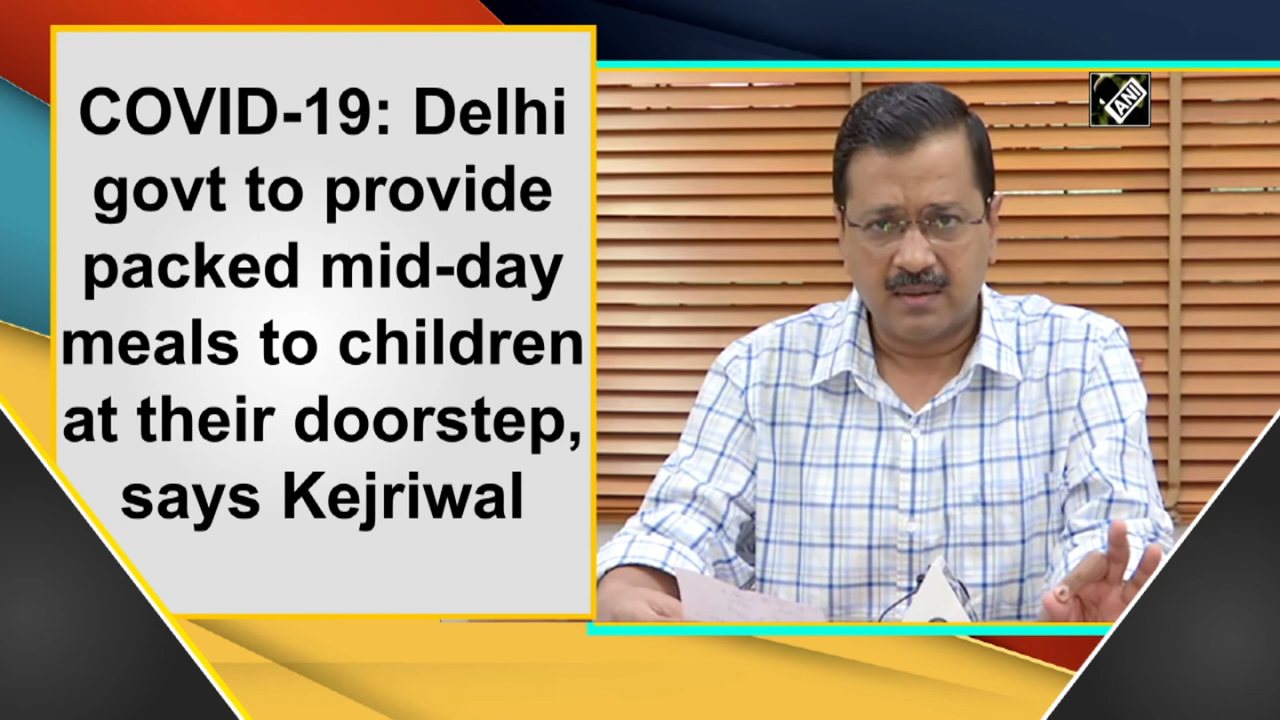 COVID-19: Delhi
govt to provide
packed mid-day
meals to children
at their doorstep,
says Kejriwal
ANI